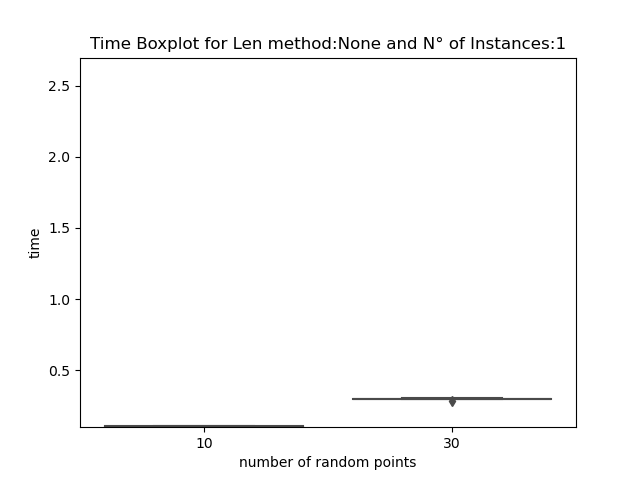 Time Boxplot for Len method:None and N° of Instances:1
2.5
2.0
1.5
1.0
0.5
time
10
30
number of random points